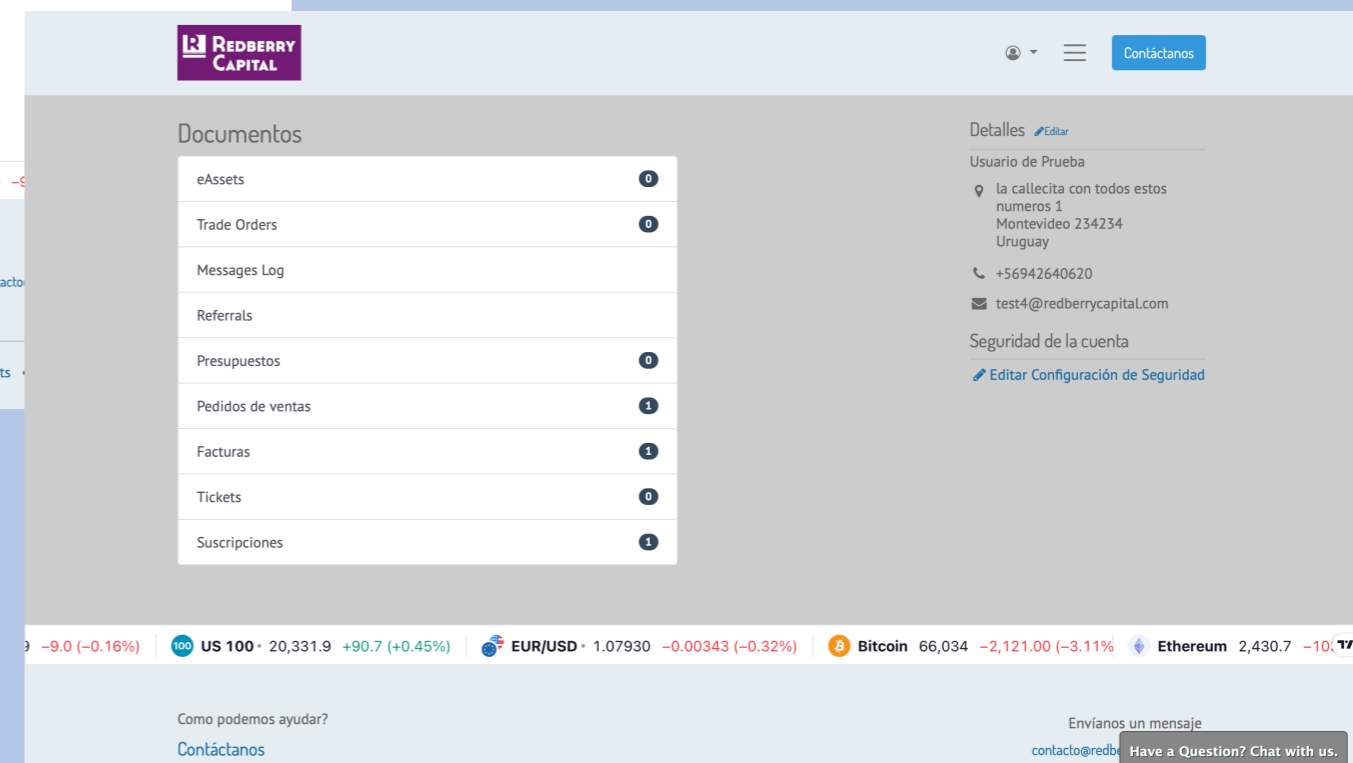 REDBERRY
CAPITAL
Contáctanos
Documentos
eAssets 0
Trade Orders 0
Messages Log
Referrals
Presupuestos 0
Pedidos de ventas 1
Facturas 1
Tickets 0
Suscripciones 1
Detalles Editar
Usuario de Prueba
la callecita con todos estos
numeros 1
Montevideo 234234
Uruguay
+56942640620
test4@redberrycapital.com
Seguridad de la cuenta
Editar Configuración de Seguridad
−9.0 (−0.16%) 100 US 100 · 20,331.9 +90.7 (+0.45%) EUR/USD · 1.07930 −0.00343 (−0.32%) Bitcoin 66,034 −2,121.00 (−3.11% Ethereum 2,430.7
Como podemos ayudar?
Contáctanos
Envíanos un mensaje
contacto@redbe
Have a Question? Chat with us.